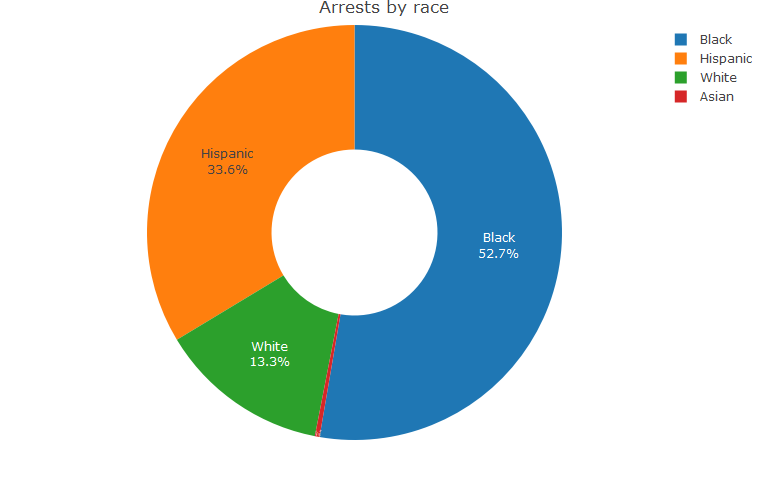 Arrests by race
Black
Hispanic
White
Asian
Hispanic
33.6%
Black
52.7%
White
13.3%